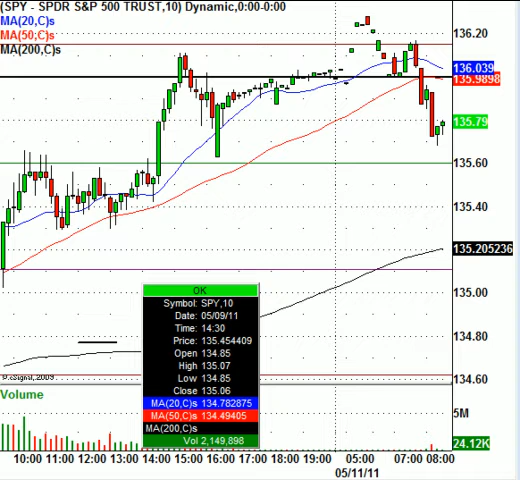 (SPY - SPDR S&P 500 TRUST,10) Dynamic,0:00-0:00
MA(20,C)s
MA(50,C)s
MA(200,C)s
136.20
136.039
135.9898
135.79
135.60
135.40
135.205236
135.00
134.80
134.60
OK
Symbol: SPY,10
Date: 05/09/11
Time: 14:30
Price: 135.454409
Open 134.85
High 135.07
Low 134.85
Close 135.06
MA(20,C)s 134.782875
MA(50,C)s 134.49405
MA(200,C)s
Vol 2,149,898
© eSignal, 2009
Volume
5M
24.12K
10:00 11:00 12:00 13:00 14:00 15:00 16:00 17:00 18:00 19:00 05:00 07:00 08:00
05/11/11